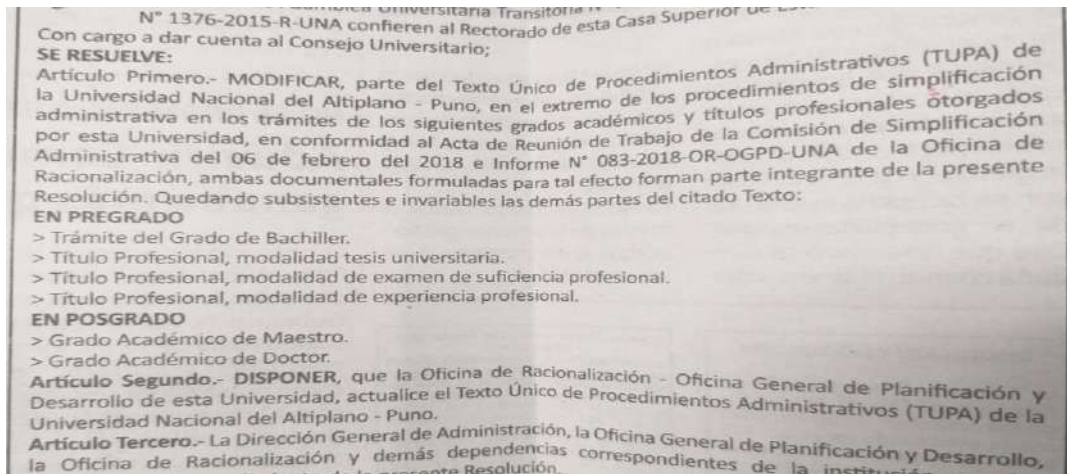 Universitaria Transitoria
N° 1376-2015-R-UNA confieren al Rectorado de esta Casa Superior de
Con cargo a dar cuenta al Consejo Universitario;
SE RESUELVE:
Artículo Primero.- MODIFICAR, parte del Texto Único de Procedimientos Administrativos (TUPA) de
la Universidad Nacional del Altiplano - Puno, en el extremo de los procedimientos de simplificación
administrativa en los trámites de los siguientes grados académicos y títulos profesionales otorgados
por esta Universidad, en conformidad al Acta de Reunión de Trabajo de la Comisión de Simplificación
Administrativa del 06 de febrero del 2018 e Informe N° 083-2018-OR-OGPD-UNA de la Oficina de
Racionalización, ambas documentales formuladas para tal efecto forman parte integrante de la presente
Resolución. Quedando subsistentes e invariables las demás partes del citado Texto:
EN PREGRADO
> Trámite del Grado de Bachiller.
> Título Profesional, modalidad tesis universitaria.
> Título Profesional, modalidad de examen de suficiencia profesional.
> Título Profesional, modalidad de experiencia profesional.
EN POSGRADO
> Grado Académico de Maestro.
> Grado Académico de Doctor.
Artículo Segundo.- DISPONER, que la Oficina de Racionalización - Oficina General de Planificación y
Desarrollo de esta Universidad, actualice el Texto Único de Procedimientos Administrativos (TUPA) de la
Universidad Nacional del Altiplano - Puno.
Artículo Tercero.- La Dirección General de Administración, la Oficina General de Planificación y Desarrollo,
la Oficina de Racionalización y demás dependencias correspondientes de la
presente Resolución.